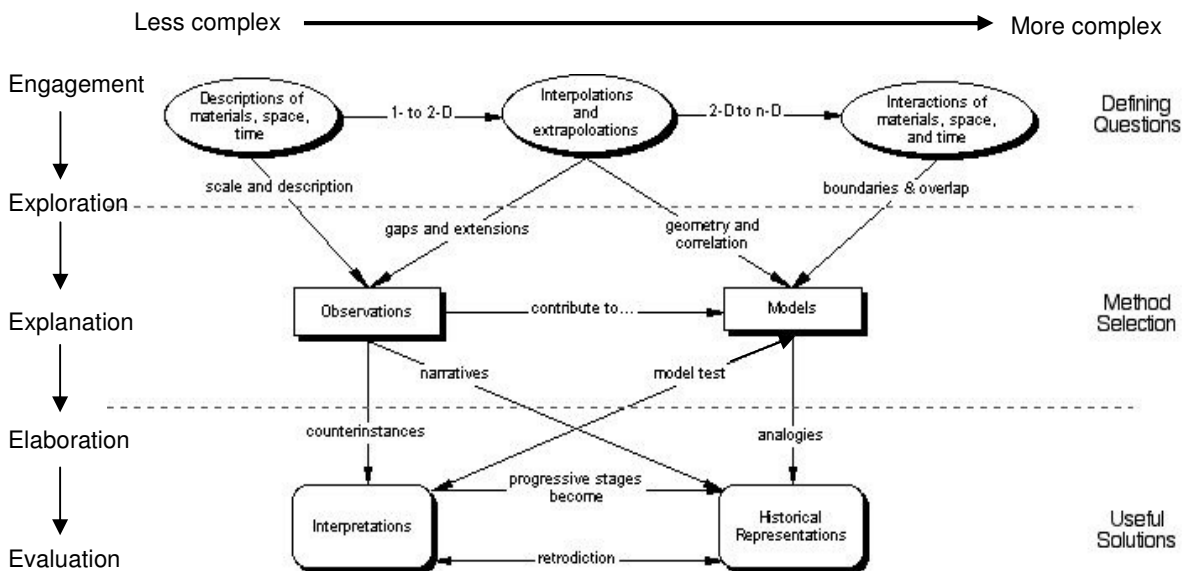 Less complex
More complex
Engagement
Descriptions of
materials, space,
time
1- to 2-D
Interpolations
and
extrapoloations
2-D to n-D
Interactions of
materials, space,
and time
Defining
Questions
scale and description
boundaries & overlap
Exploration
gaps and extensions
geometry and
correlation
Explanation
Observations
contribute to...
Models
Method
Selection
narratives
model test
Elaboration
counterinstances
analogies
progressive stages
become
Interpretations
Historical
Representations
Useful
Solutions
Evaluation
retrodiction